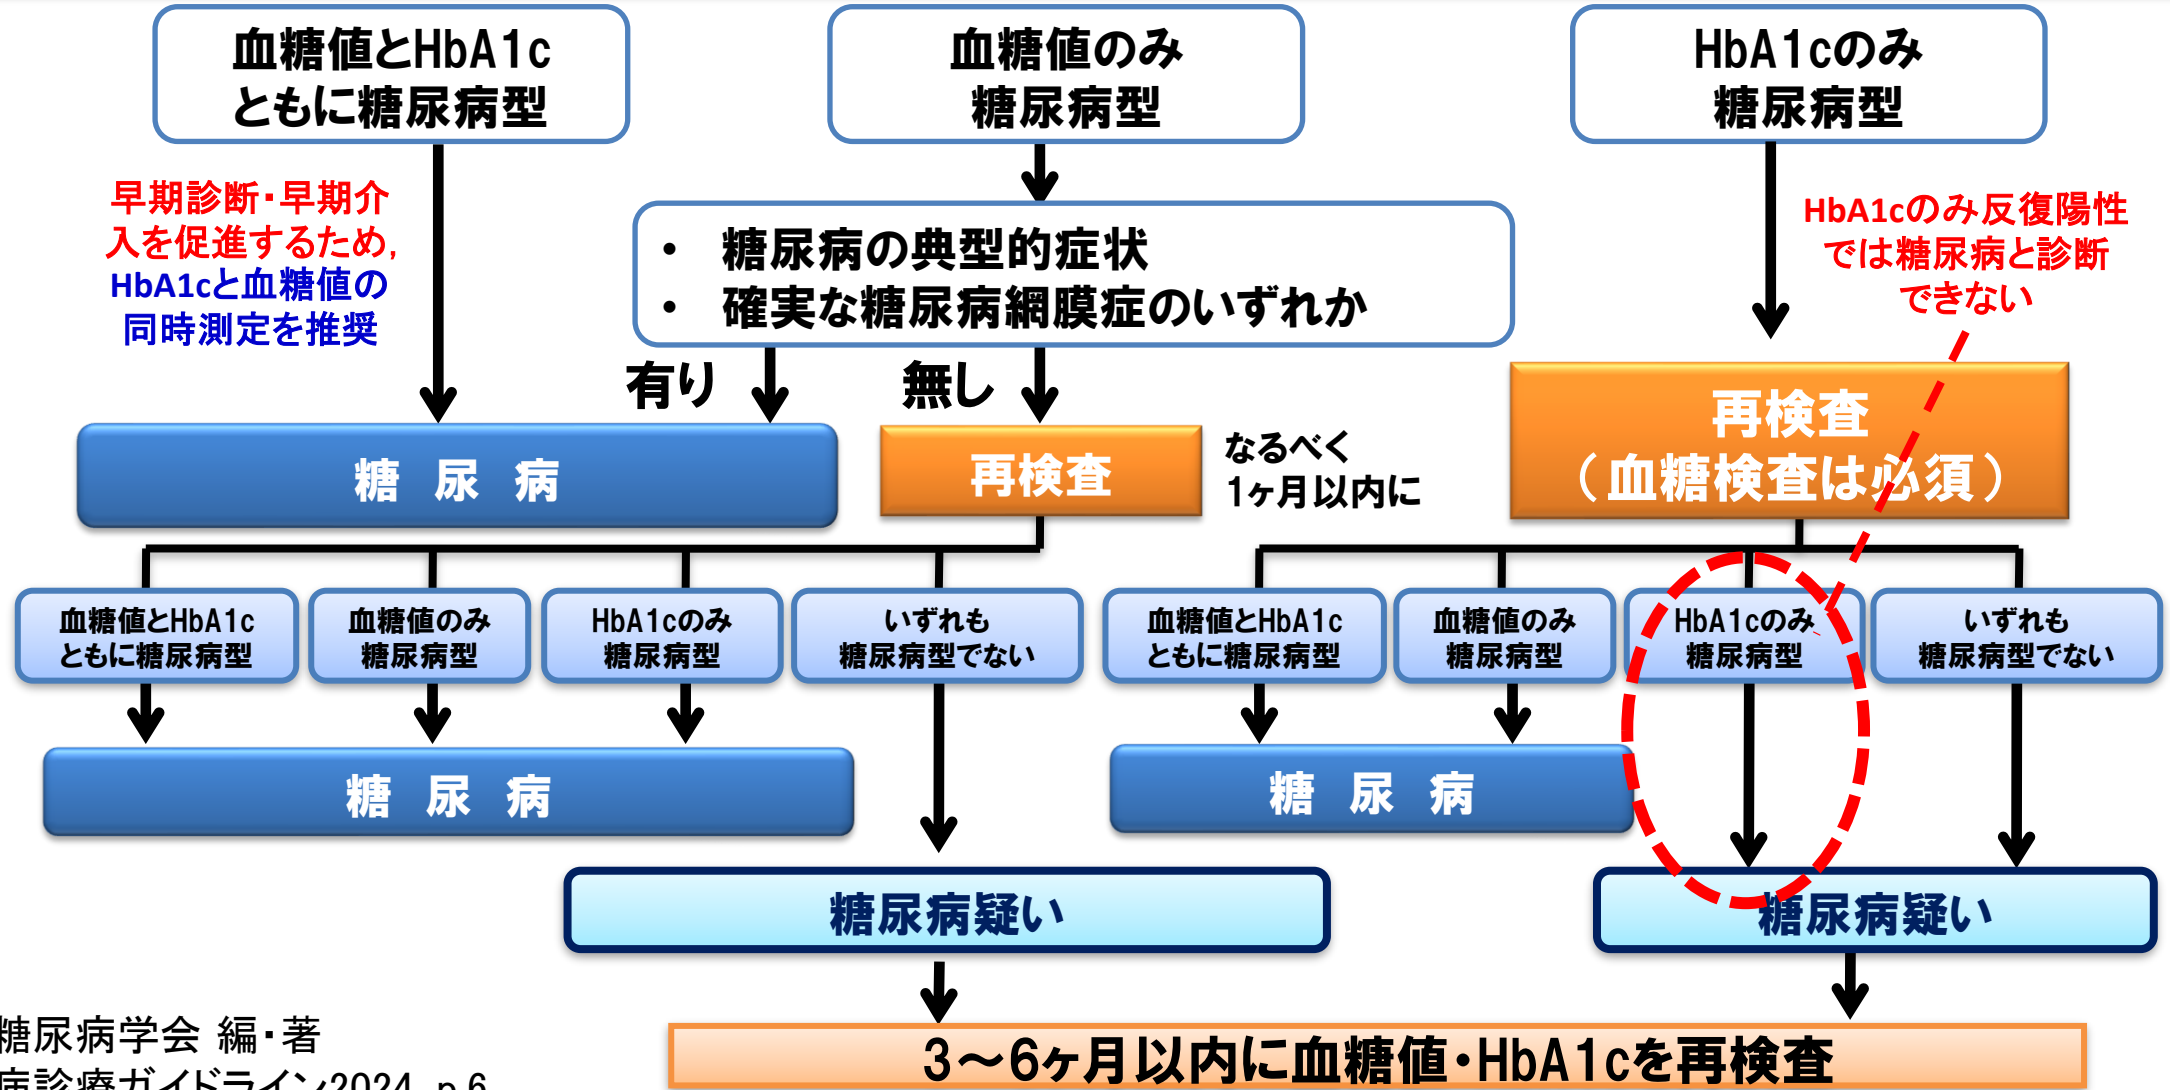 血糖値とHbA1c
ともに糖尿病型
血糖値のみ
糖尿病型
HbA1cのみ
糖尿病型
早期診断・早期介
入を促進するため,
HbA1cと血糖値の
同時測定を推奨
• 糖尿病の典型的症状
• 確実な糖尿病網膜症のいずれか
HbA1cのみ反復陽性
では糖尿病と診断
できない
有り
無し
糖 尿 病
再検査
なるべく
1ヶ月以内に
再検査
（血糖検査は必須）
血糖値とHbA1c
ともに糖尿病型
血糖値のみ
糖尿病型
HbA1cのみ
糖尿病型
いずれも
糖尿病型でない
血糖値とHbA1c
ともに糖尿病型
血糖値のみ
糖尿病型
HbA1cのみ
糖尿病型
いずれも
糖尿病型でない
糖 尿 病
糖 尿 病
糖尿病疑い
糖尿病疑い
3～6ヶ月以内に血糖値・HbA1cを再検査
糖尿病学会 編・著
病診療ガイドライン2024 p.6